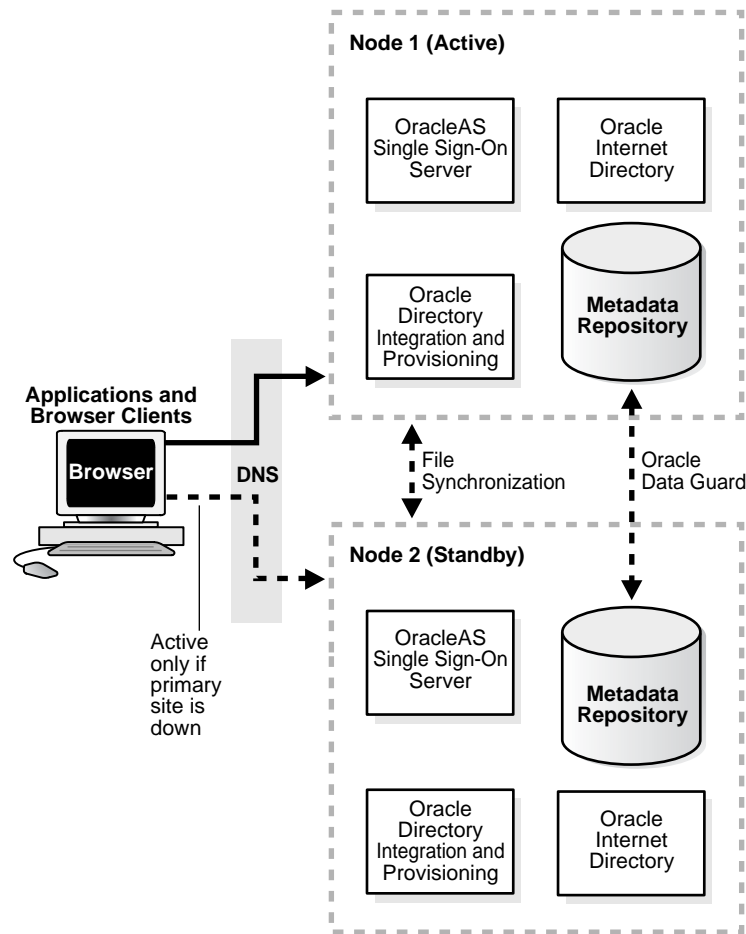 Node 1 (Active)
OracleAS
Single Sign-On
Server
Oracle
Internet
Directory
Oracle
Directory
Integration and
Provisioning
Metadata
Repository
Applications and
Browser Clients
Browser
DNS
File
Synchronization
Oracle
Data Guard
Active
only if
primary
site is
down
Node 2 (Standby)
OracleAS
Single Sign-On
Server
Metadata
Repository
Oracle
Directory
Integration and
Provisioning
Oracle
Internet
Directory